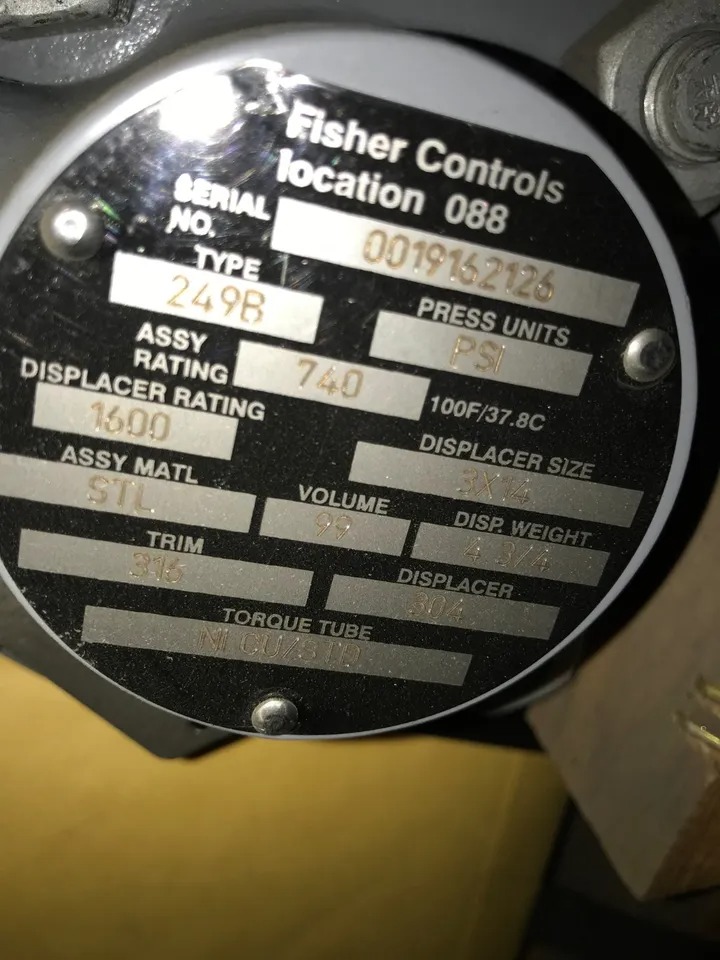 Fisher Controls
location 088
SERIAL NO. 0019162126
TYPE
249B
PRESS UNITS
PSI
ASSY RATING 740 100F/37.8C
DISPLACER RATING
1600
DISPLACER SIZE
3X14
ASSY MATL
STL
VOLUME
99
DISP. WEIGHT
4 3/4
TRIM
316
DISPLACER
304
TORQUE TUBE
NI CU/STD